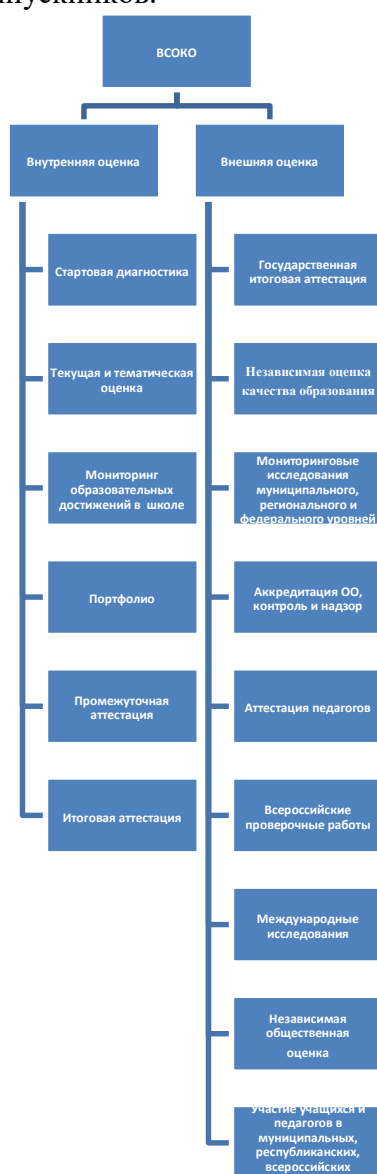 ВСОКО
Внутренняя оценка
Внешняя оценка
Стартовая диагностика
Текущая и тематическая
оценка
Мониторинг
образовательных
достижений в школе
Портфолио
Промежуточная
аттестация
Итоговая аттестация
Государственная
итоговая аттестация
Независимая оценка
качества образования
Мониторинговые
исследования
муниципального,
регионального и
федерального уровней
Аккредитация ОО,
контроль и надзор
Аттестация педагогов
Всероссийские
проверочные работы
Международные
исследования
Независимая
общественная
оценка
Участие учащихся и
педагогов в
муниципальных,
республиканских,
всероссийских